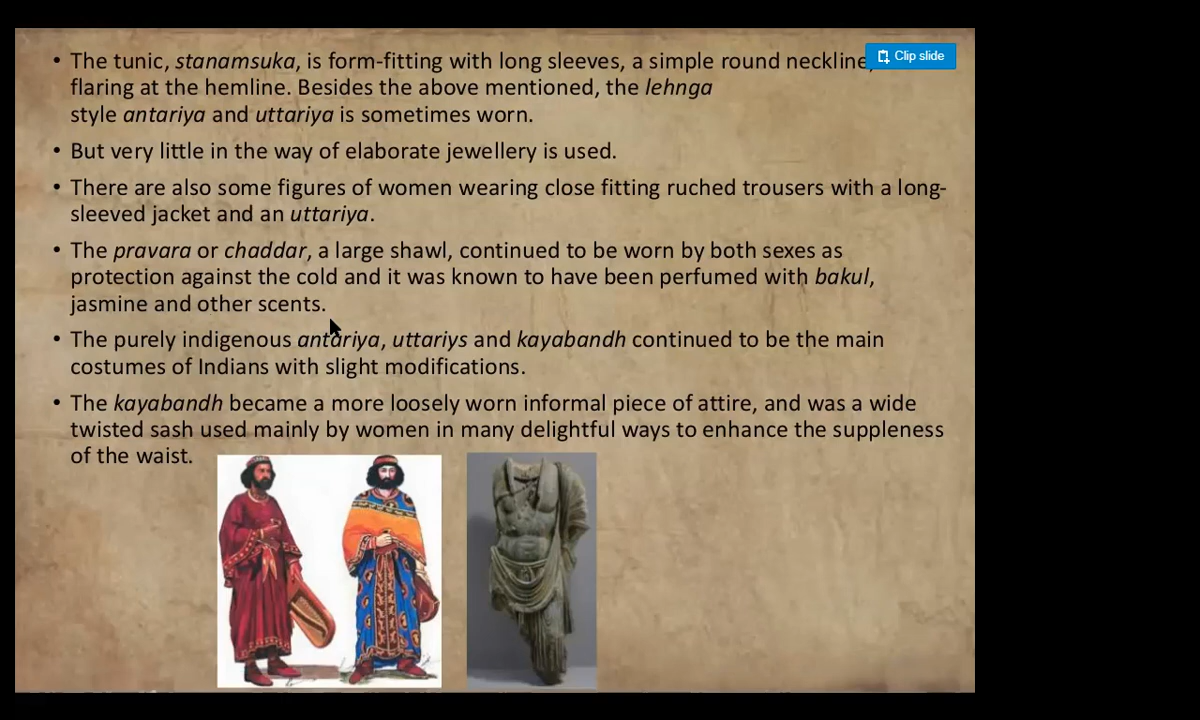 • The tunic, stanamsuka, is form-fitting with long sleeves, a simple round neckline,
Clip slide
flaring at the hemline. Besides the above mentioned, the lehnga
style antariya and uttariya is sometimes worn.
• But very little in the way of elaborate jewellery is used.
• There are also some figures of women wearing close fitting ruched trousers with a long-
sleeved jacket and an uttariya.
• The pravara or chaddar, a large shawl, continued to be worn by both sexes as
protection against the cold and it was known to have been perfumed with bakul,
jasmine and other scents.
• The purely indigenous antariya, uttariys and kayabandh continued to be the main
costumes of Indians with slight modifications.
• The kayabandh became a more loosely worn informal piece of attire, and was a wide
twisted sash used mainly by women in many delightful ways to enhance the suppleness
of the waist.